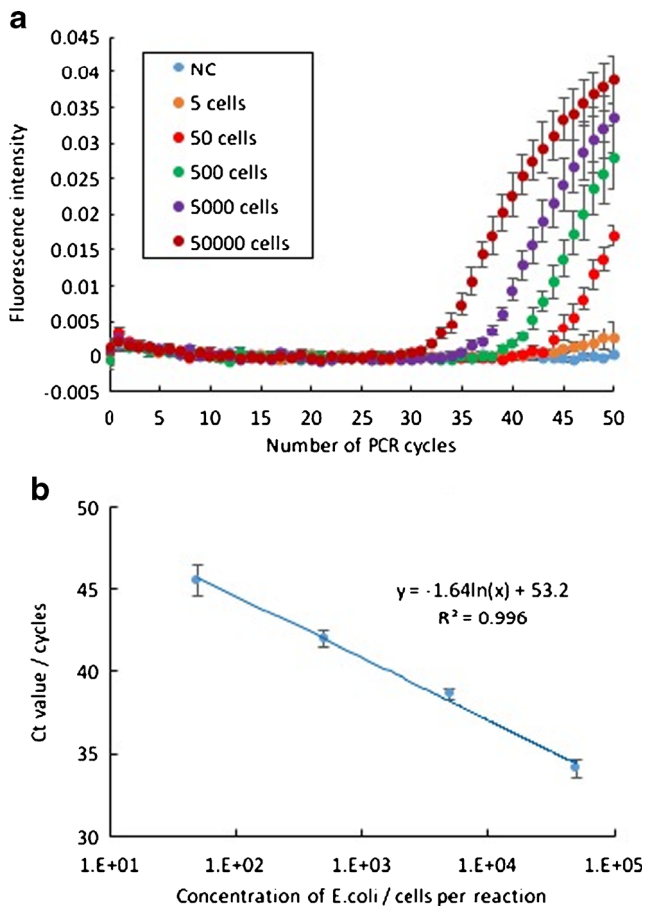 a
0.045
0.04
0.035
0.03
0.025
0.02
0.015
0.01
0.005
0
-0.005
Fluorescence intensity
NC
5 cells
50 cells
500 cells
5000 cells
50000 cells
0 5 10 15 20 25 30 35 40 45 50
Number of PCR cycles
b
50
45
40
35
30
Ct value / cycles
y = -1.64ln(x) + 53.2
R² = 0.996
1.E+01 1.E+02 1.E+03 1.E+04 1.E+05
Concentration of E.coli / cells per reaction